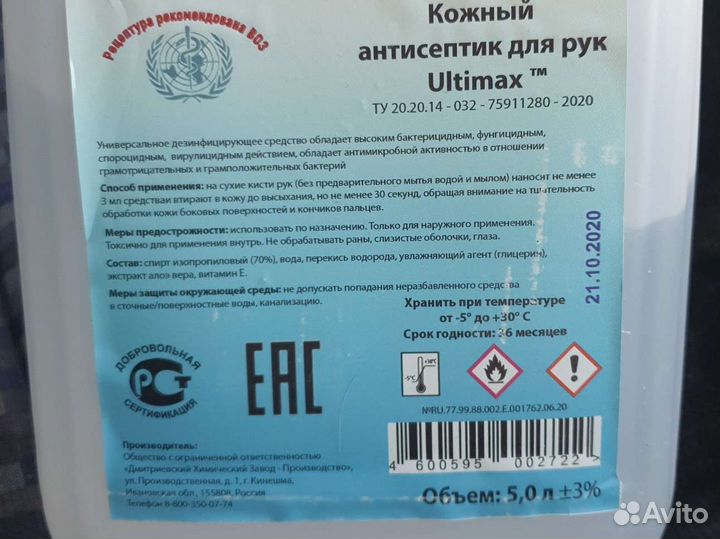 Рецептура рекомендована ВОЗ
Кожный
антисептик для рук
Ultimax ™
ТУ 20.20.14 - 032 - 75911280 - 2020
Универсальное дезинфицирующее средство обладает высоким бактерицидным, фунгицидным,
спороцидным, вирулицидным действием, обладает антимикробной активностью в отношении
грамотрицательных и грамположительных бактерий
Способ применения: на сухие кисти рук (без предварительного мытья водой и мылом) наносят не менее
3 мл средстваи втирают в кожу до высыхания, но не менее 30 секунд, обращая внимание на тщательность
обработки кожи боковых поверхностей и кончиков пальцев.
Меры предосторожности: использовать по назначению. Только для наружного применения.
Токсично для применения внутрь. Не обрабатывать раны, слизистые оболочки, глаза.
Состав: спирт изопропиловый (70%), вода, перекись водорода, увлажняющий агент (глицерин),
экстракт алоэ вера, витамин Е.
Меры защиты окружающей среды: не допускать попадания неразбавленного средства
в сточные/поверхностные воды, канализацию.
21.10.2020
Хранить при температуре
от -5° до +30° С
Срок годности: 36 месяцев
ДОБРОВОЛЬНАЯ
РСТ
СЕРТИФИКАЦИЯ
ЕАС
-5°C
+30°C
№RU.77.99.88.002.Е.001762.06.20
4 600595 002722 >
Производитель:
Общество с ограниченной ответственностью
«Дмитриевский Химический Завод - Производство»,
ул. Производственная, д. 1, г. Кинешма,
Ивановская обл., 155808, Россия
Телефон 8-800-350-07-74
Объем: 5,0 л ±3%
Avito